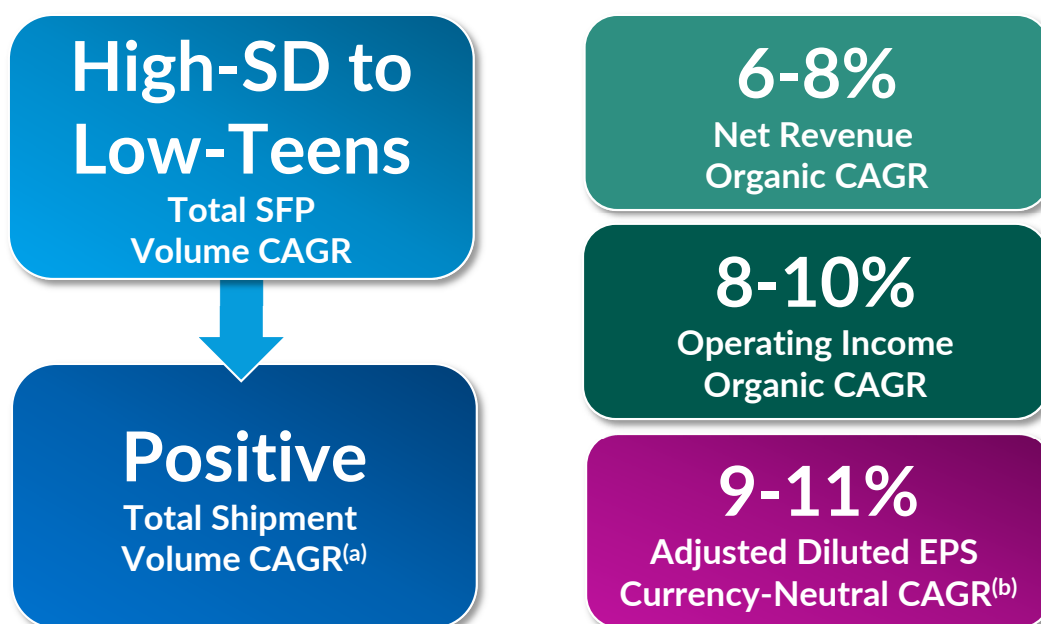 High-SD to
Low-Teens
Total SFP
Volume CAGR
Positive
Total Shipment
Volume CAGR(a)
6-8%
Net Revenue
Organic CAGR
8-10%
Operating Income
Organic CAGR
9-11%
Adjusted Diluted EPS
Currency-Neutral CAGR(b)